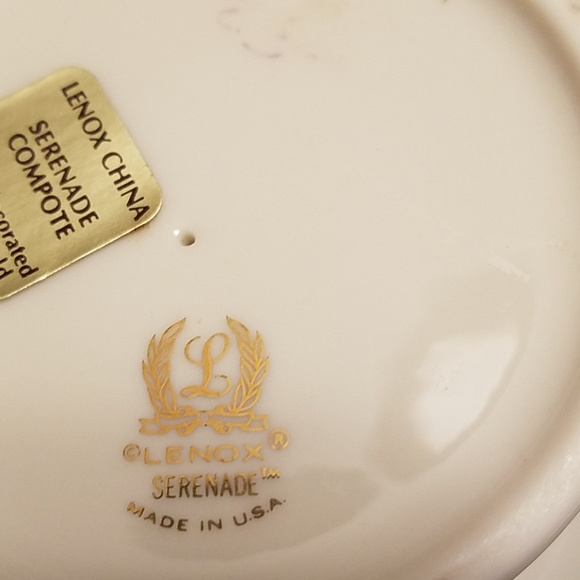 LENOX CHINA
SERENADE
COMPOTE
L
©LENOX®
SERENADE™
MADE IN U.S.A.